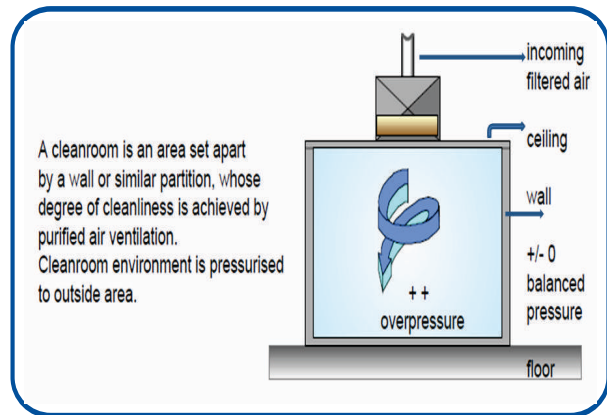 A cleanroom is an area set apart
by a wall or similar partition, whose
degree of cleanliness is achieved by
purified air ventilation.
Cleanroom environment is pressurised
to outside area.
incoming
filtered air
ceiling
wall
+/- 0
balanced
pressure
+ +
overpressure
floor